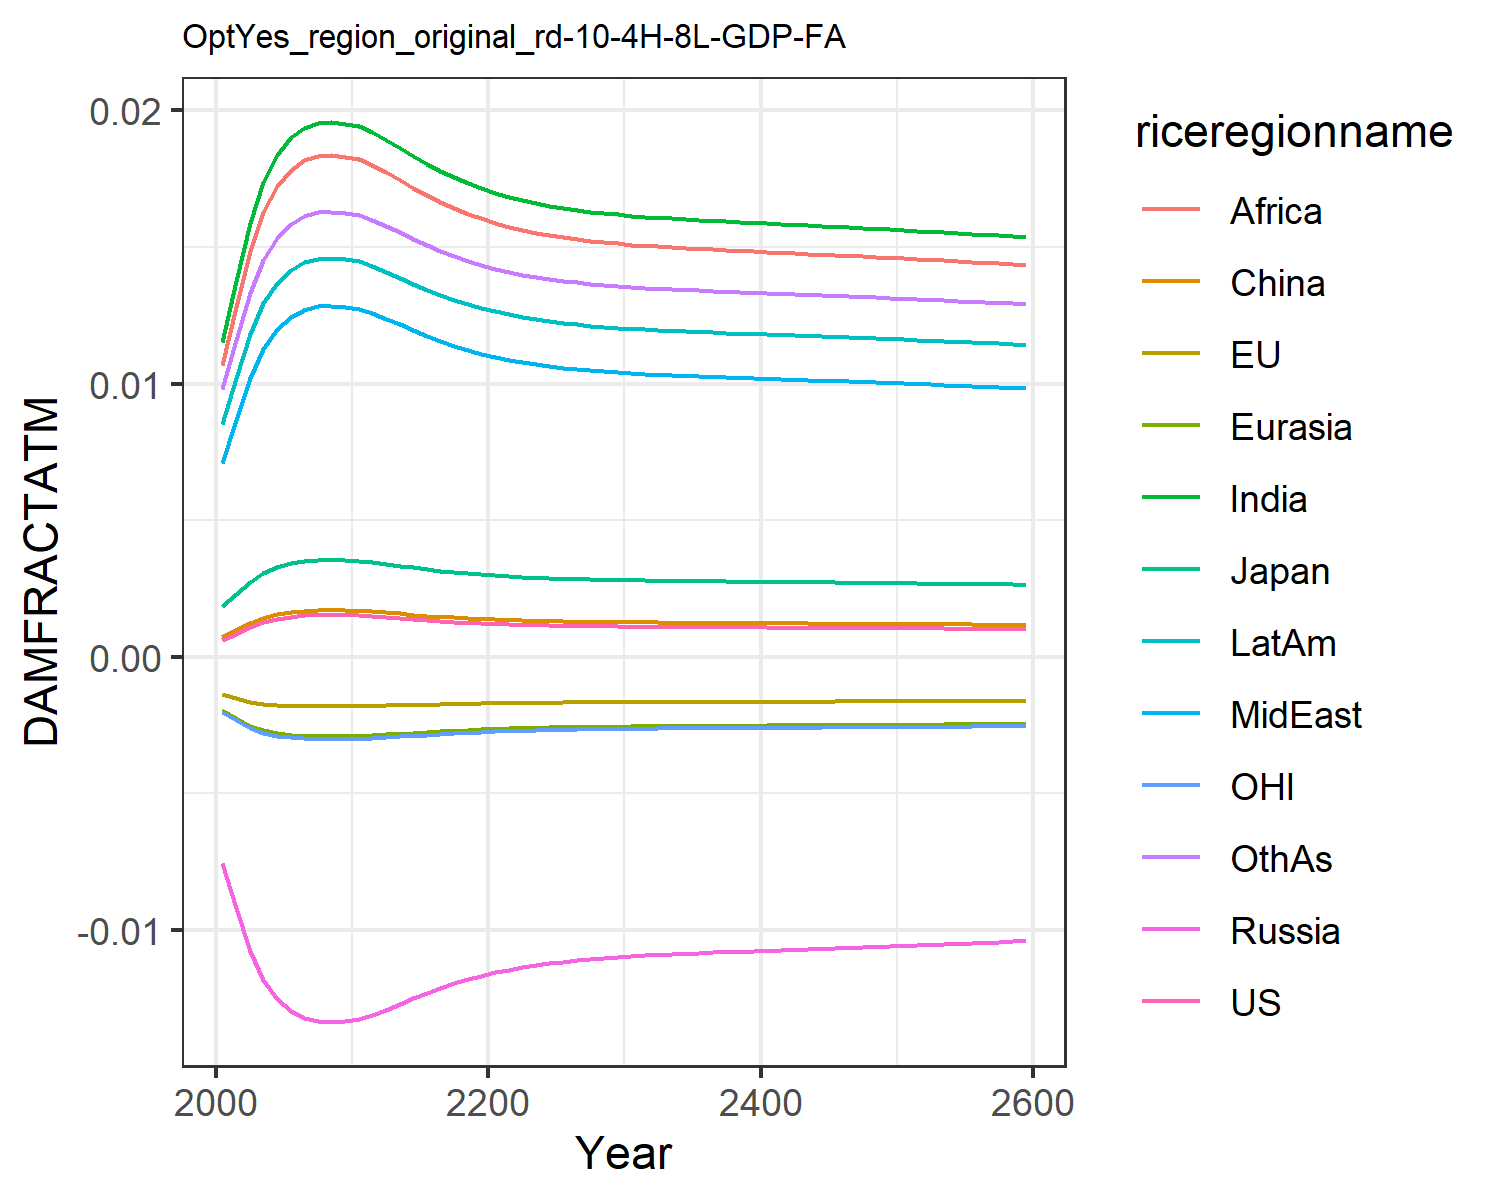 OptYes_region_original_rd-10-4H-8L-GDP-FA
0.02
0.01
0.00
-0.01
DAMFRACTATM
2000 2200 2400 2600
Year
riceregionname
Africa
China
EU
Eurasia
India
Japan
LatAm
MidEast
OHI
OthAs
Russia
US